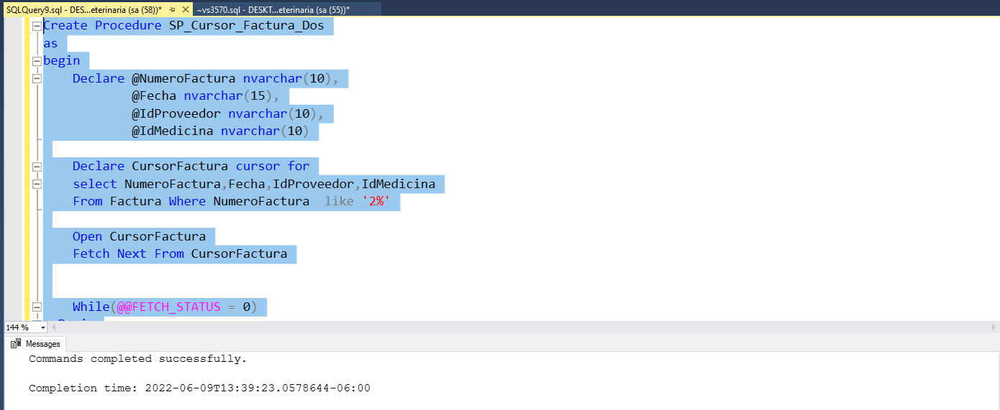 SQLQuery9.sql - DES...eterinaria (sa (58))* ~vs3570.sql - DESKT...eterinaria (sa (55))*
Create Procedure SP_Cursor_Factura_Dos
as
begin
Declare @NumeroFactura nvarchar(10),
@Fecha nvarchar(15),
@IdProveedor nvarchar(10),
@IdMedicina nvarchar(10)
Declare CursorFactura cursor for
select NumeroFactura,Fecha,IdProveedor,IdMedicina
From Factura Where NumeroFactura  like '2%'
Open CursorFactura
Fetch Next From CursorFactura
While(@@FETCH_STATUS = 0)
144 %
Messages
Commands completed successfully.
Completion time: 2022-06-09T13:39:23.0578644-06:00